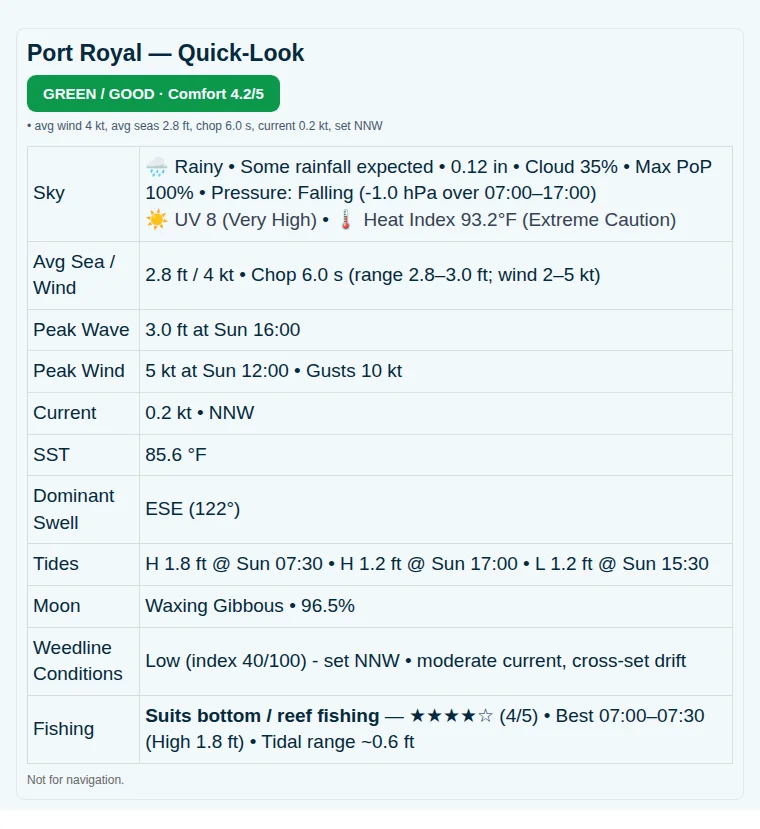 Port Royal — Quick-Look
GREEN / GOOD · Comfort 4.2/5
• avg wind 4 kt, avg seas 2.8 ft, chop 6.0 s, current 0.2 kt, set NNW
Sky
🌧️ Rainy • Some rainfall expected • 0.12 in • Cloud 35% • Max PoP
100% • Pressure: Falling (-1.0 hPa over 07:00–17:00)
☀️ UV 8 (Very High) • 🌡️ Heat Index 93.2°F (Extreme Caution)
Avg Sea /
Wind
2.8 ft / 4 kt • Chop 6.0 s (range 2.8–3.0 ft; wind 2–5 kt)
Peak Wave
3.0 ft at Sun 16:00
Peak Wind
5 kt at Sun 12:00 • Gusts 10 kt
Current
0.2 kt • NNW
SST
85.6 °F
Dominant
Swell
ESE (122°)
Tides
H 1.8 ft @ Sun 07:30 • H 1.2 ft @ Sun 17:00 • L 1.2 ft @ Sun 15:30
Moon
Waxing Gibbous • 96.5%
Weedline
Conditions
Low (index 40/100) - set NNW • moderate current, cross-set drift
Fishing
Suits bottom / reef fishing — ★★★★☆ (4/5) • Best 07:00–07:30
(High 1.8 ft) • Tidal range ~0.6 ft
Not for navigation.